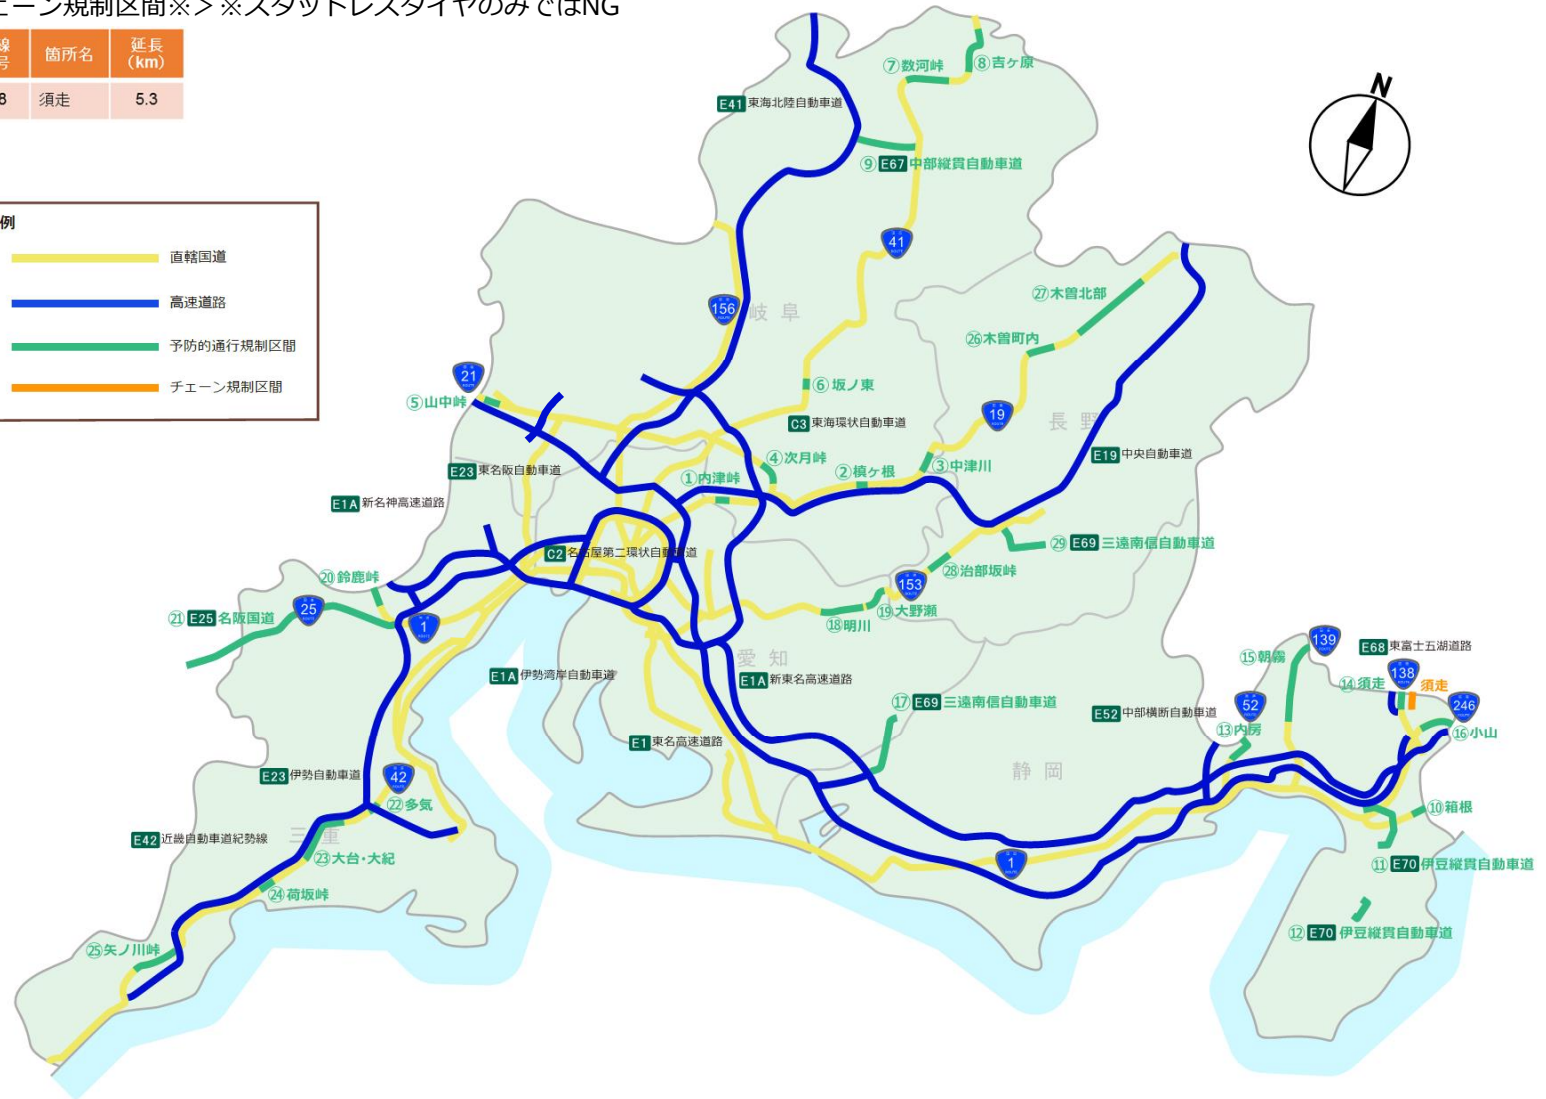 ェーン規制区間※＞※スタッドレスタイヤのみではNG
線
号
箇所名
延長
(km)
8
須走
5.3
例
直轄国道
高速道路
予防的通行規制区間
チェーン規制区間
N
⑦数河峠
⑧吉ヶ原
E41 東海北陸自動車道
⑨ E67 中部縦貫自動車道
41
156
岐阜
㉗木曽北部
㉖木曽町内
21
⑤山中峠
⑥坂ノ東
19
長野
C3 東海環状自動車道
E19 中央自動車道
E23 東名阪自動車道
④次月峠
①内津峠
②槙ヶ根
③中津川
E1A 新名神高速道路
C2 名古屋第二環状自動車道
㉙ E69 三遠南信自動車道
⑳鈴鹿峠
㉘治部坂峠
153
㉑ E25 名阪国道
25
1
⑲大野瀬
⑱明川
愛知
139
⑮朝霧
E68 東富士五湖道路
138
⑭須走
須走
E1A 伊勢湾岸自動車道
E1A 新東名高速道路
⑰ E69 三遠南信自動車道
E52 中部横断自動車道
52
246
⑬内房
⑯小山
E1 東名高速道路
静岡
E23 伊勢自動車道
42
㉒多気
⑩箱根
E42 近畿自動車道紀勢線
三重
㉓大台・大紀
1
⑪ E70 伊豆縦貫自動車道
㉔荷坂峠
⑫ E70 伊豆縦貫自動車道
㉕矢ノ川峠